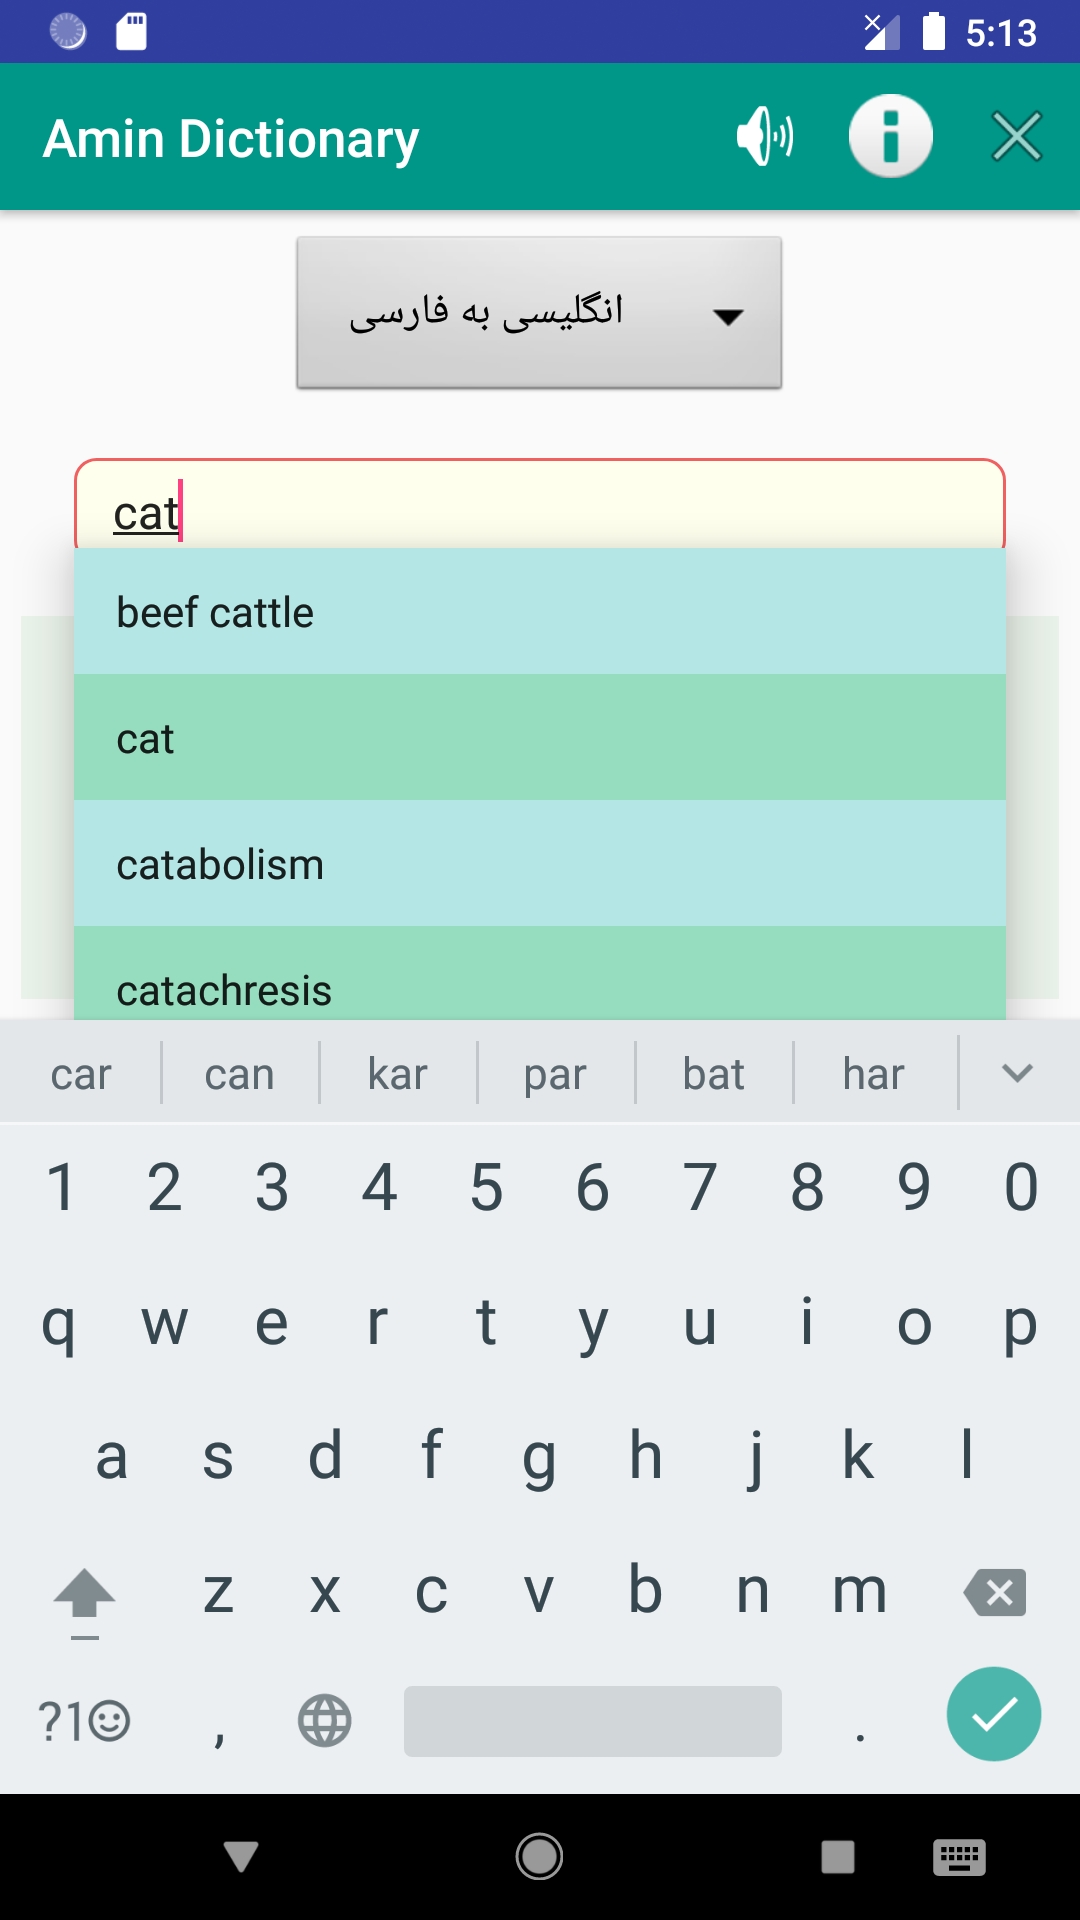 5:13
Amin Dictionary
انگلیسی به فارسی
cat
beef cattle
cat
catabolism
catachresis
car can kar par bat har
1 2 3 4 5 6 7 8 9 0
q w e r t y u i o p
a s d f g h j k l
z x c v b n m
?1☺ , .